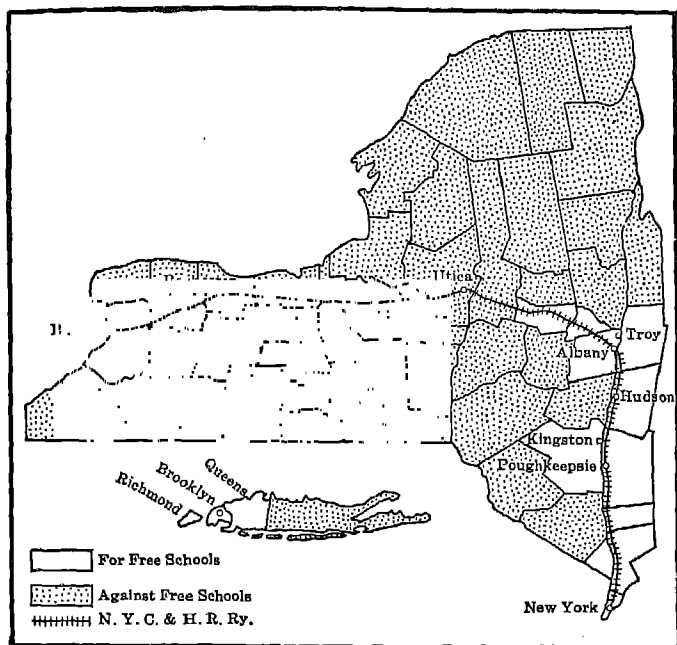 Utica
Troy
Albany
Hudson
Kingston
Poughkeepsie
Queens
Brooklyn
Richmond
For Free Schools
Against Free Schools
N. Y. C. & H. R. Ry.
New York